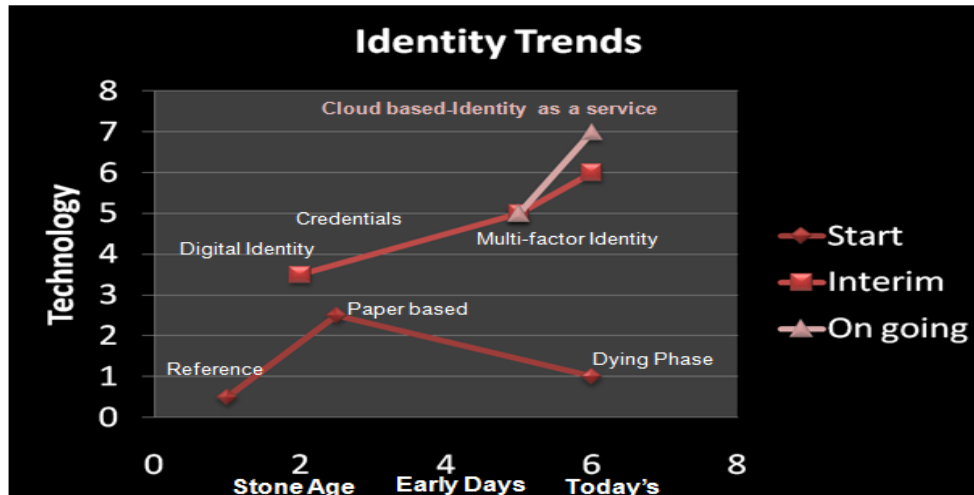 Identity Trends
8
Cloud based-Identity as a service
7
6
5
Credentials
Multi-factor Identity
Digital Identity
4
3
Paper based
2
Dying Phase
Reference
1
0
Technology
Start
Interim
On going
0 2 4 6 8
Stone Age Early Days Today’s